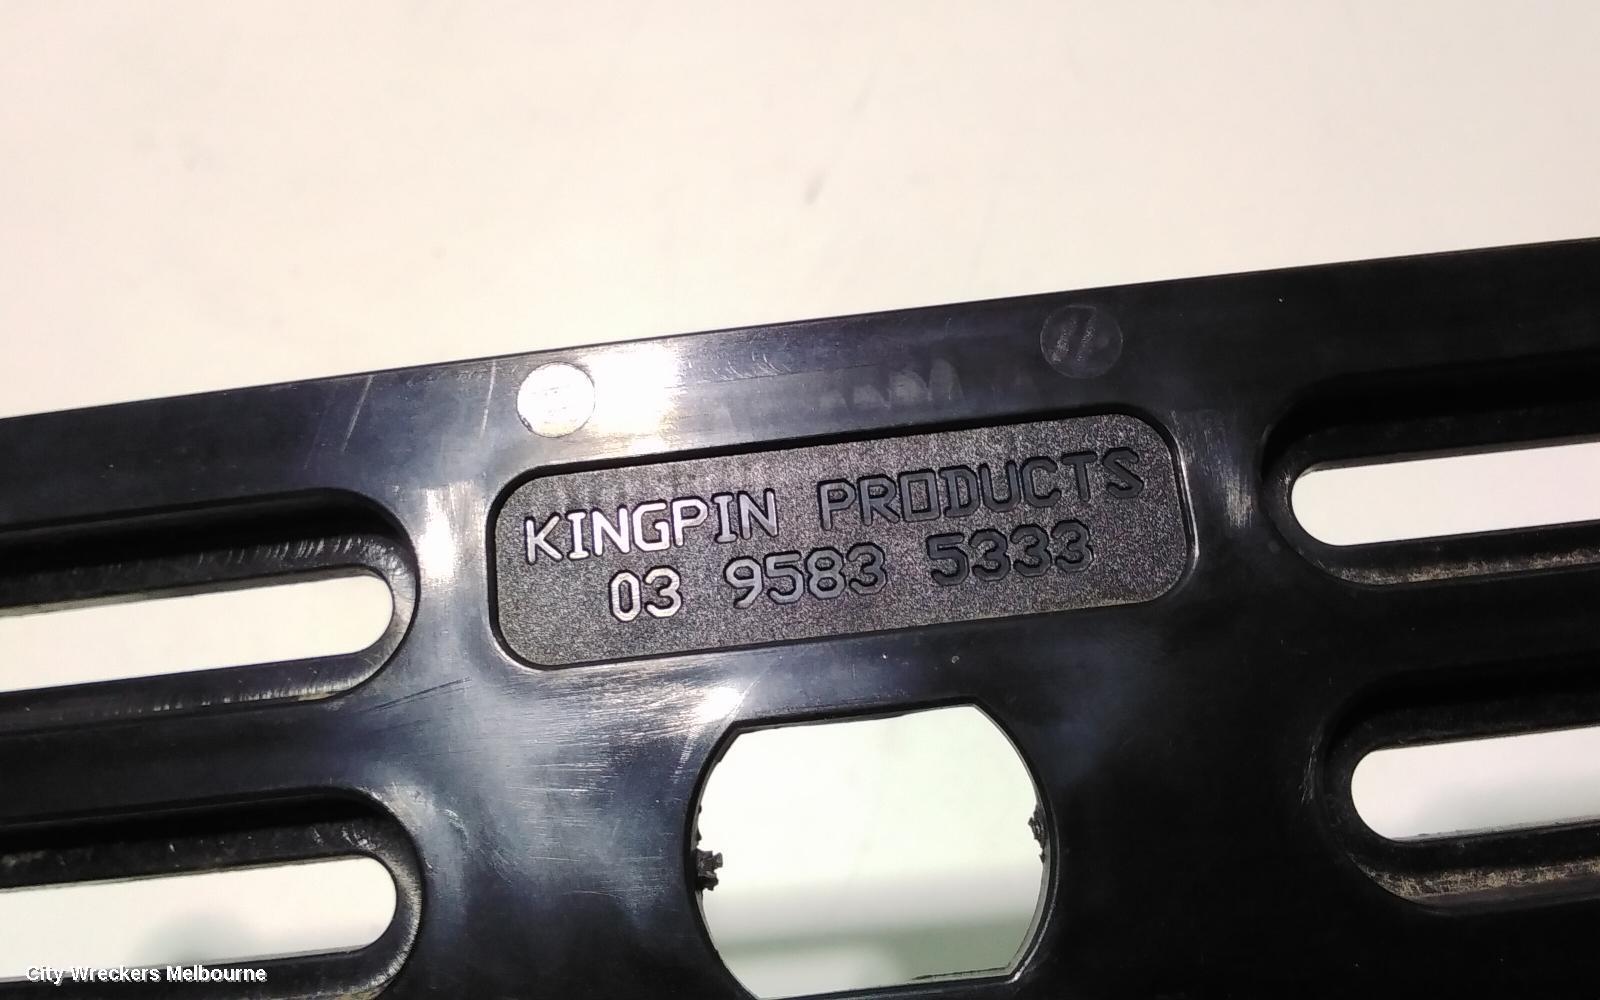 KINGPIN PRODUCTS
03 9583 5333
City Wreckers Melbourne